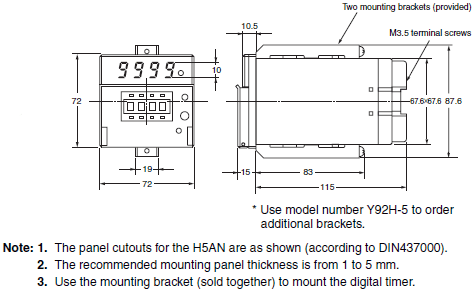 Two mounting brackets (provided)
10.5
M3.5 terminal screws
9999
10
72
67.6×67.6 87.6
0000
19
72
15
83
115
* Use model number Y92H-5 to order
additional brackets.
Note: 1. The panel cutouts for the H5AN are as shown (according to DIN437000).
2. The recommended mounting panel thickness is from 1 to 5 mm.
3. Use the mounting bracket (sold together) to mount the digital timer.